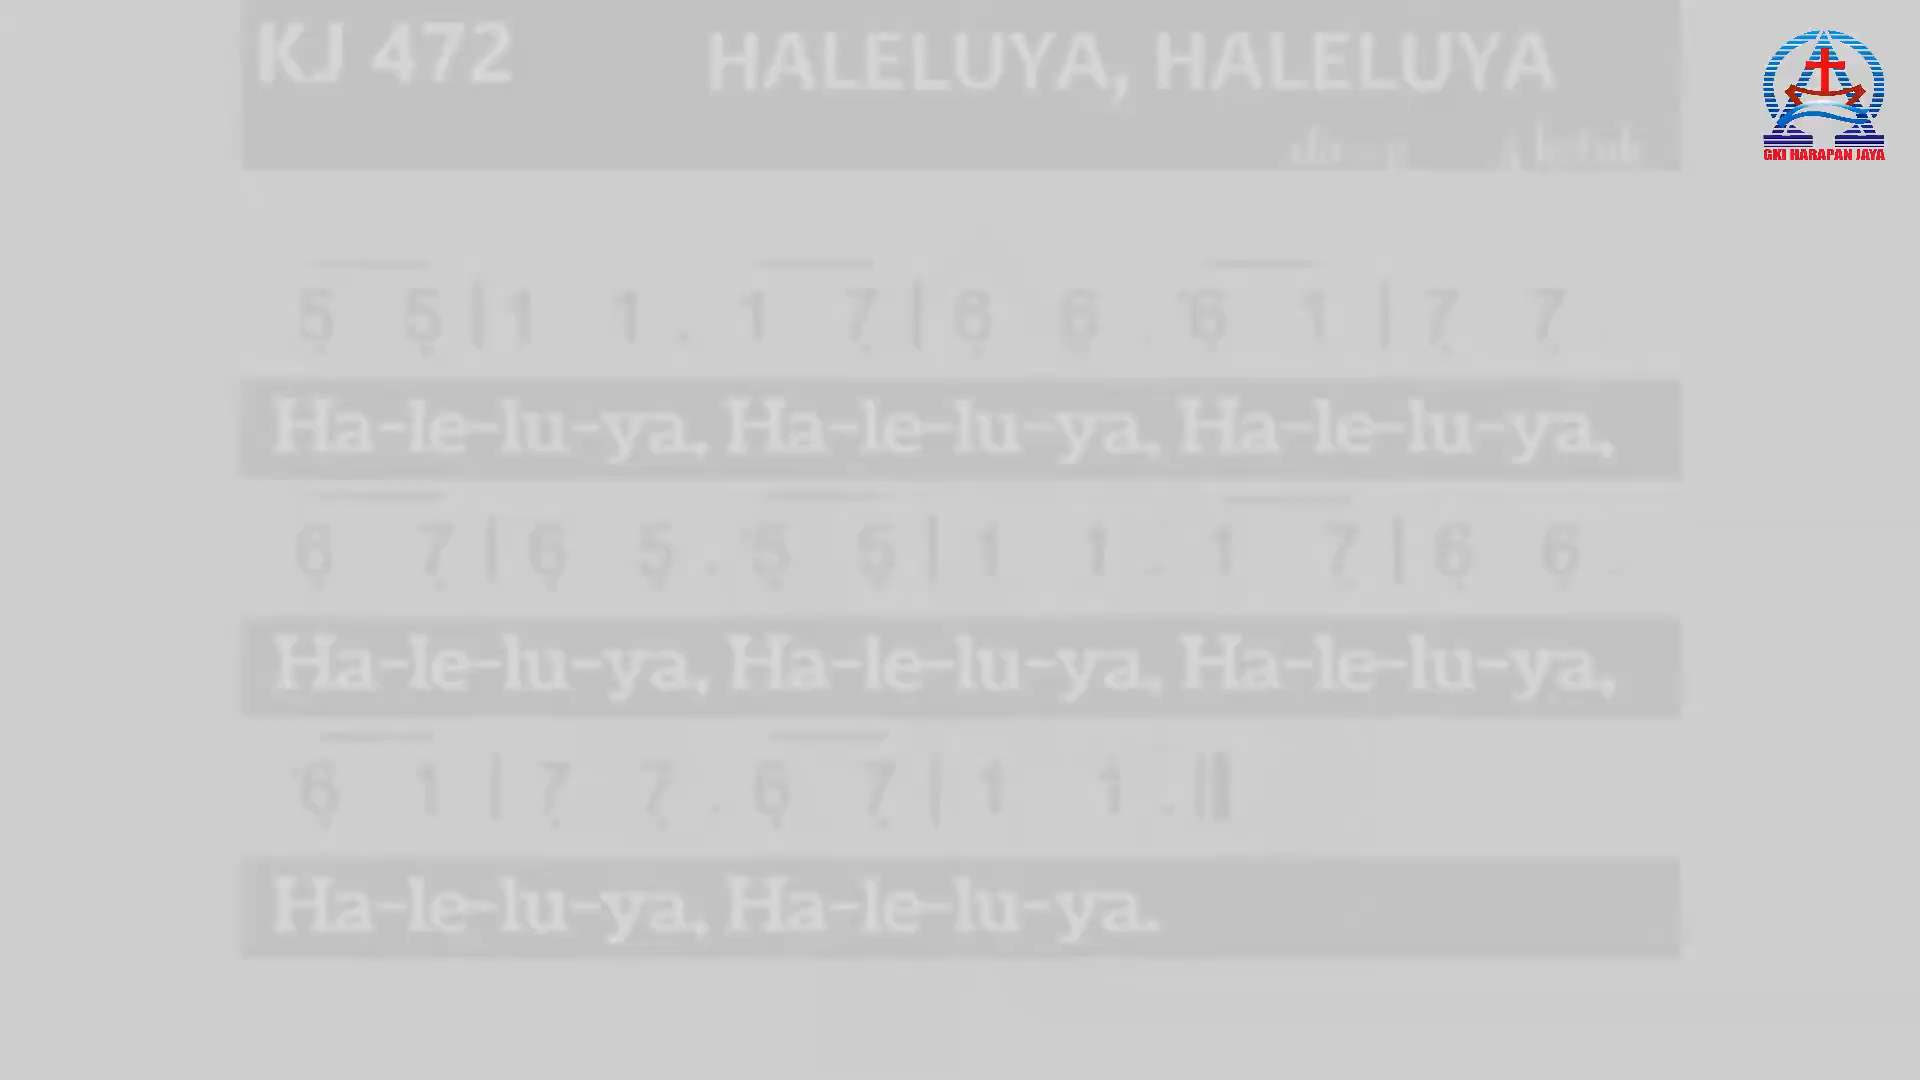 KJ 472 HALELUYA, HALELUYA
GKI HARAPAN JAYA
4 ketuk
5 5 | 1 1 . 1 7 | 6 6 . 6 1 | 7 7 .
Ha-le-lu-ya, Ha-le-lu-ya, Ha-le-lu-ya,
6 7 | 6 5 . 5 5 | 1 1 . 1 7 | 6 6 .
Ha-le-lu-ya, Ha-le-lu-ya, Ha-le-lu-ya,
6 1 | 7 7 . 6 7 | 1 1 . ||
Ha-le-lu-ya, Ha-le-lu-ya.